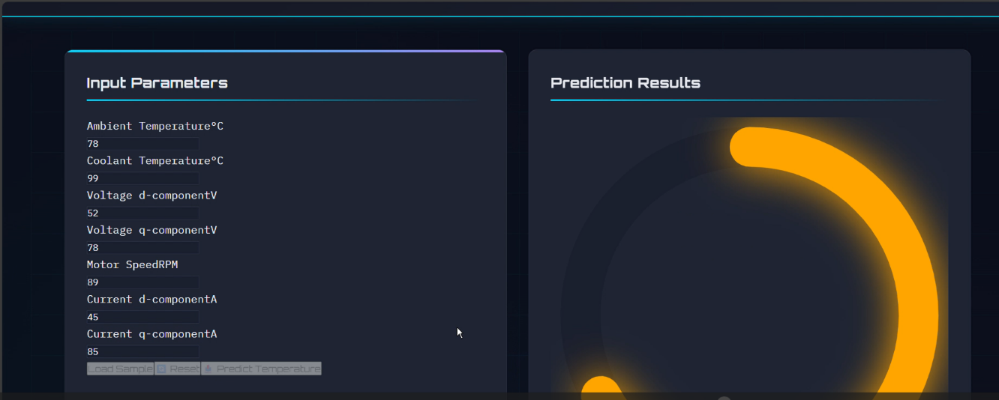 Input Parameters
Ambient Temperature°C
78
Coolant Temperature°C
99
Voltage d-componentV
52
Voltage q-componentV
78
Motor SpeedRPM
89
Current d-componentA
45
Current q-componentA
85
Load Sample Reset Predict Temperature
Prediction Results